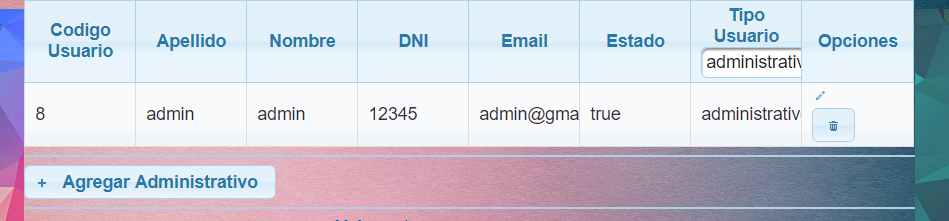 Codigo Usuario Apellido Nombre DNI Email Estado Tipo Usuario Opciones
administrativ
8 admin admin 12345 admin@gma true administrativ
+ Agregar Administrativo